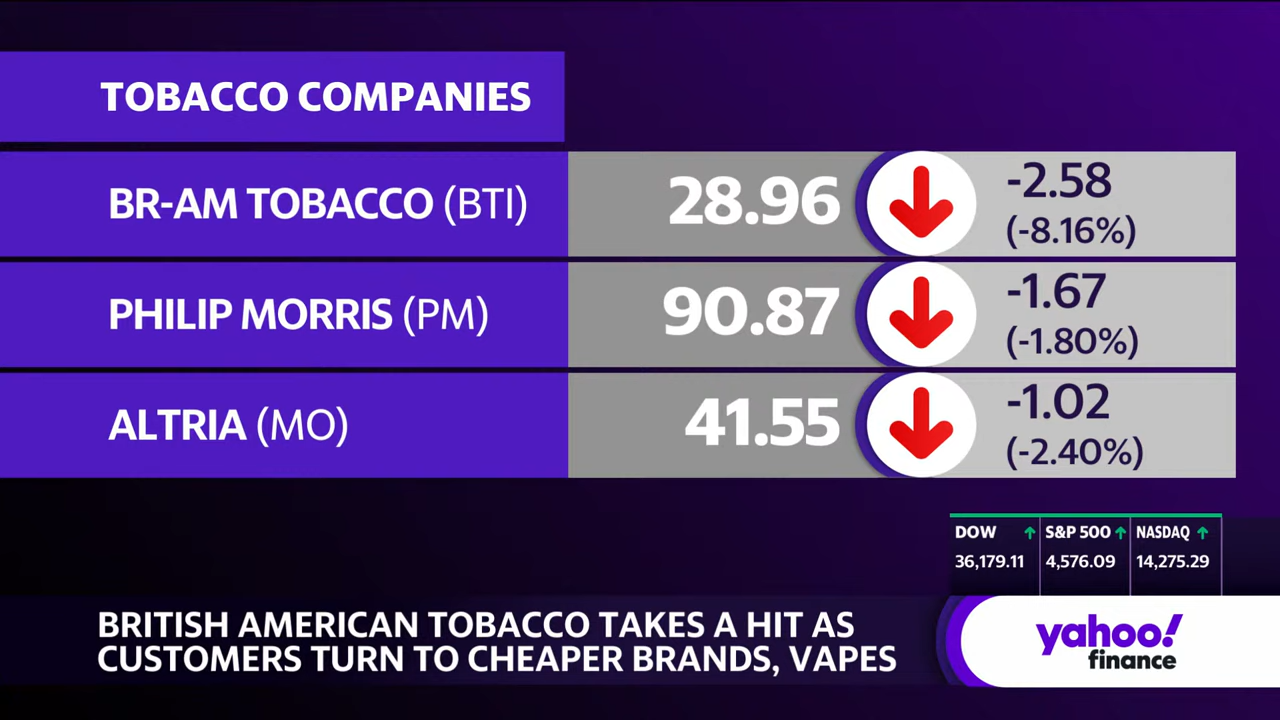 TOBACCO COMPANIES
BR-AM TOBACCO (BTI) 28.96 -2.58
(-8.16%)
PHILIP MORRIS (PM) 90.87 -1.67
(-1.80%)
ALTRIA (MO) 41.55 -1.02
(-2.40%)
DOW S&P 500 NASDAQ
36,179.11 4,576.09 14,275.29
BRITISH AMERICAN TOBACCO TAKES A HIT AS
CUSTOMERS TURN TO CHEAPER BRANDS, VAPES
yahoo!
finance